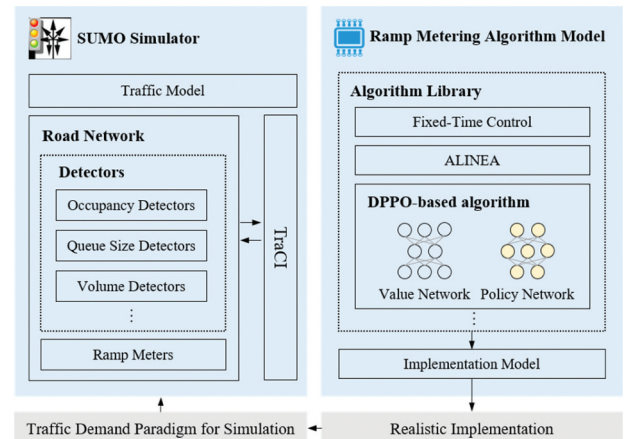 SUMO Simulator
Traffic Model
Road Network
Detectors
Occupancy Detectors
Queue Size Detectors
Volume Detectors
⋮
Ramp Meters
TraCI
Ramp Metering Algorithm Model
Algorithm Library
Fixed-Time Control
ALINEA
DPPO-based algorithm
Value Network
Policy Network
⋮
Implementation Model
Traffic Demand Paradigm for Simulation
Realistic Implementation